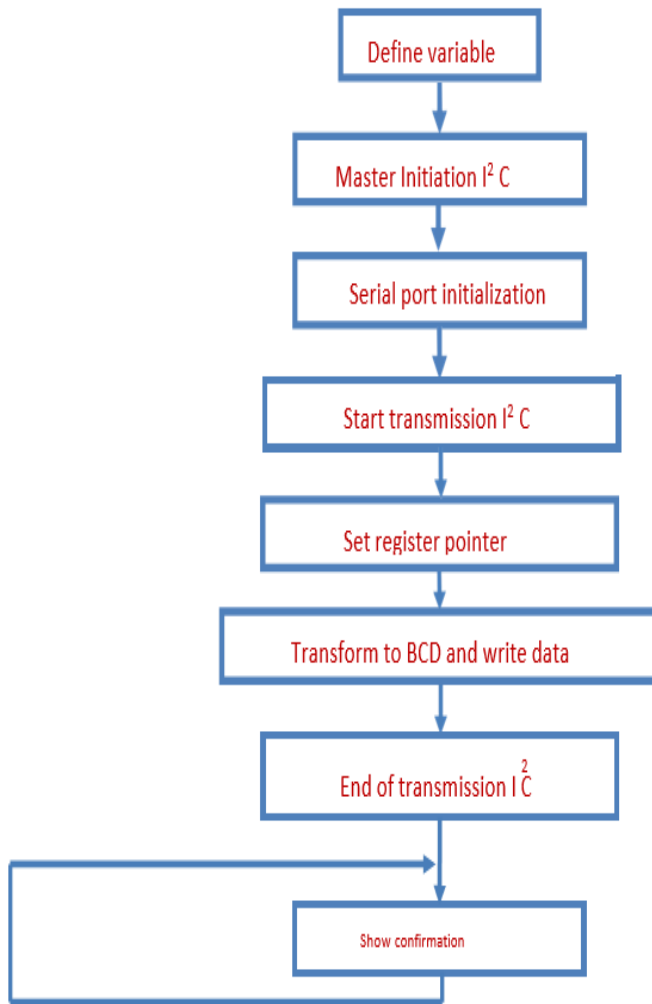 Define variable
Master Initiation I² C
Serial port initialization
Start transmission I² C
Set register pointer
Transform to BCD and write data
End of transmission I C²
Show confirmation